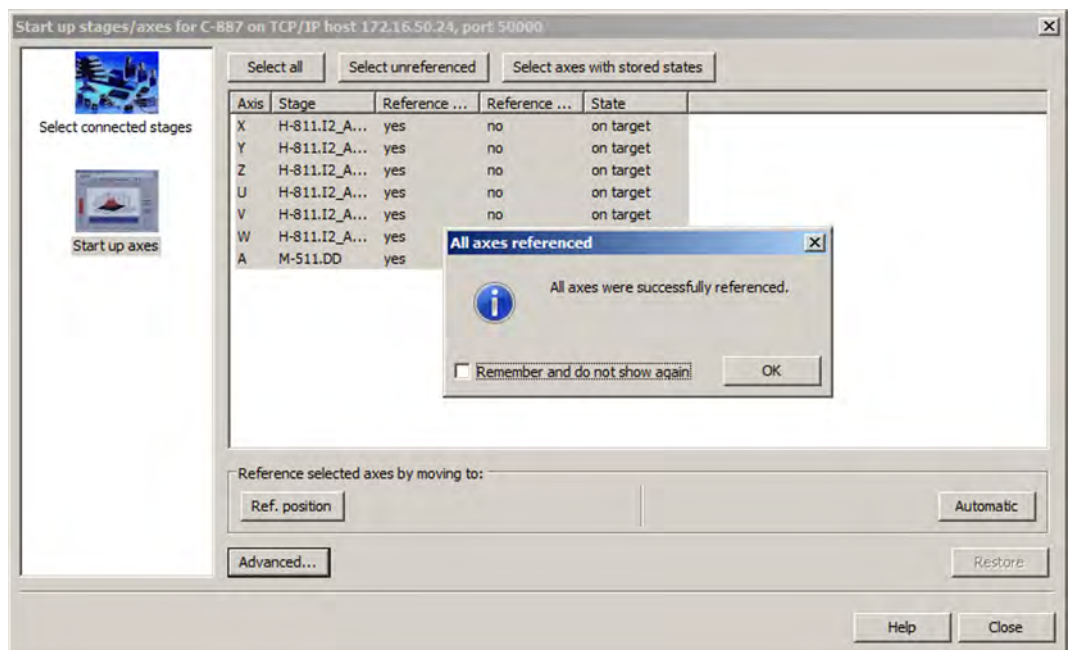 Start up stages/axes for C-887 on TCP/IP host 172.16.50.24, port 50000
Select connected stages
Start up axes
Select all Select unreferenced Select axes with stored states
Axis Stage Reference ... Reference ... State
X H-811.I2_A... yes no on target
Y H-811.I2_A... yes no on target
Z H-811.I2_A... yes no on target
U H-811.I2_A... yes no on target
V H-811.I2_A... yes no on target
W H-811.I2_A... yes
A M-511.DD yes
All axes referenced
All axes were successfully referenced.
Remember and do not show again OK
Reference selected axes by moving to:
Ref. position Automatic
Advanced... Restore
Help Close